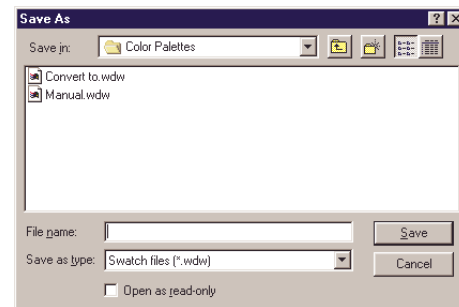 Save As
Save in: Color Palettes
Convert to.wdw
Manual.wdw
File name: Save
Save as type: Swatch files (*.wdw) Cancel
Open as read-only